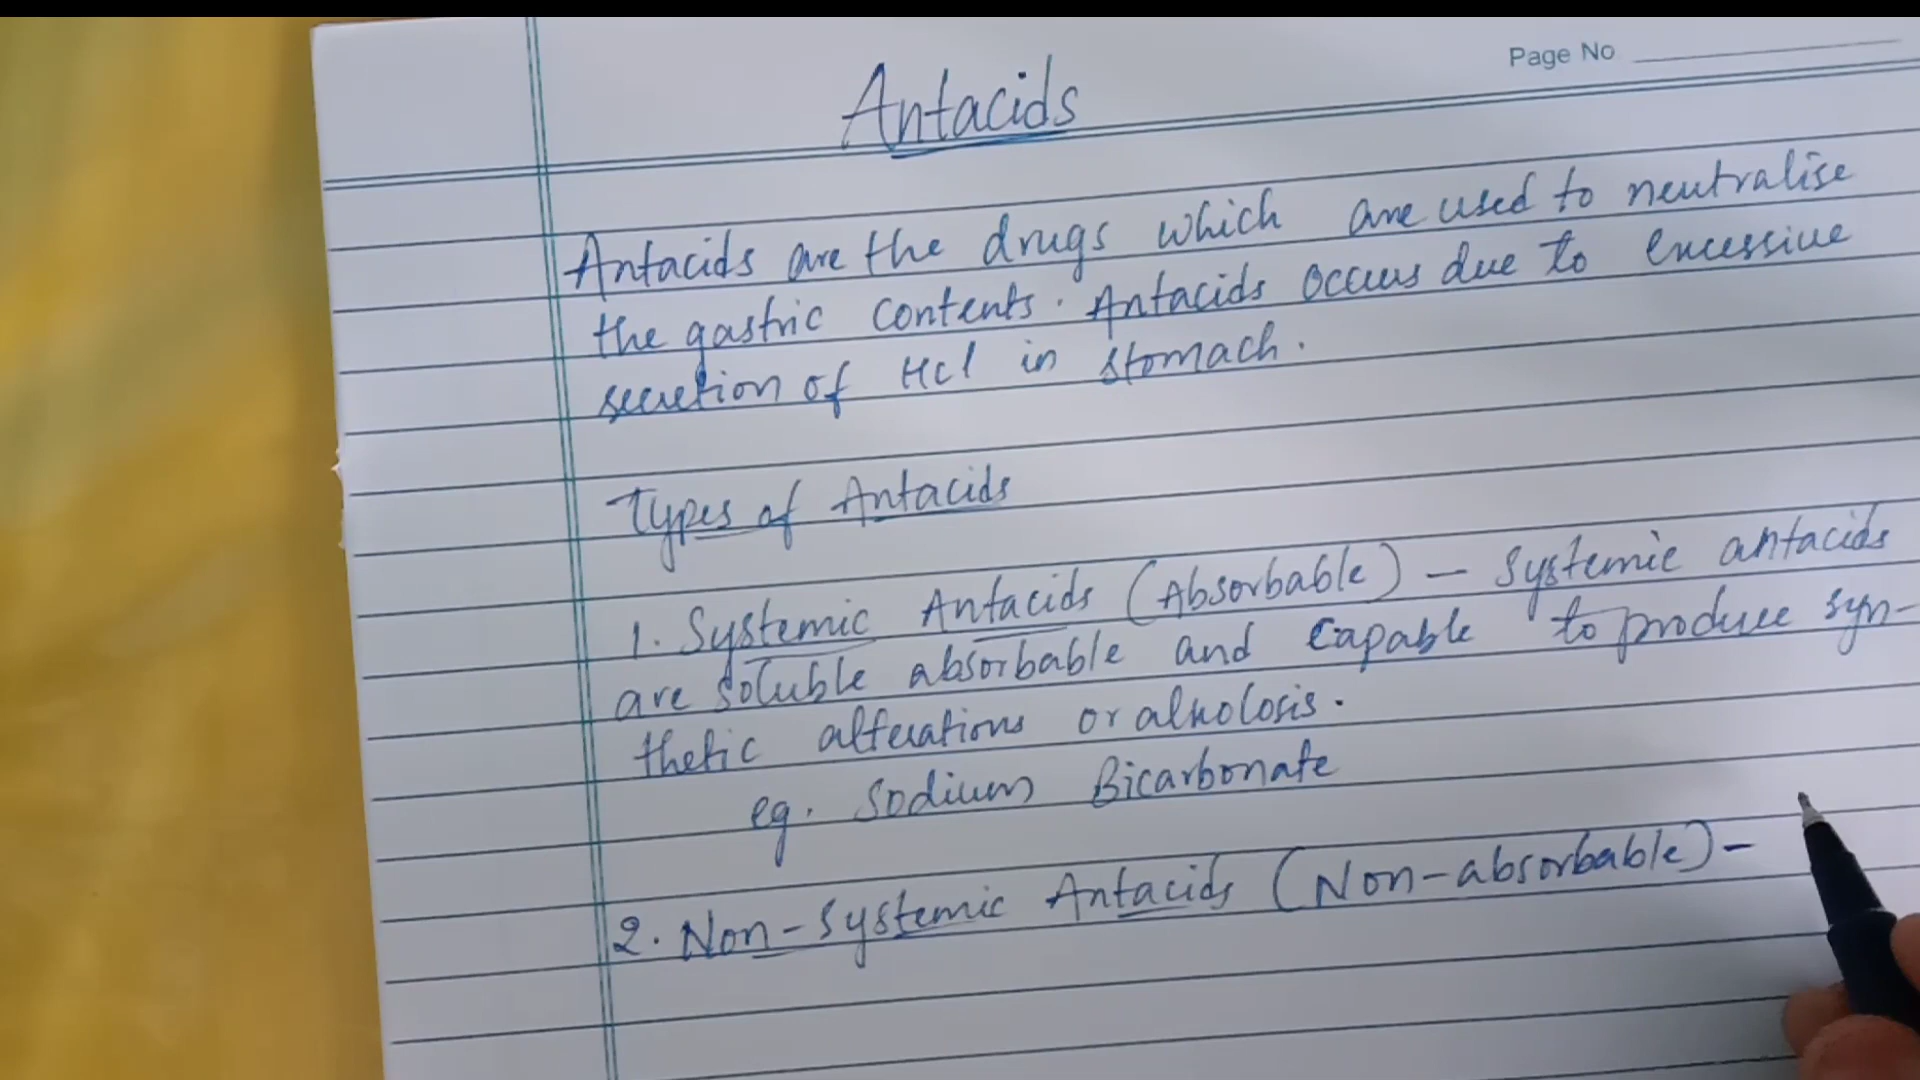 Page No
Antacids
Antacids are the drugs which are used to neutralise
the gastric contents. Antacids occurs due to excessive
secretion of HCl in stomach.
Types of Antacids
1. Systemic Antacids (Absorbable) – Systemic antacids
are soluble absorbable and capable to produce syn-
thetic alterations or alkolosis.
eg. Sodium Bicarbonate
2. Non-Systemic Antacids (Non-absorbable) –